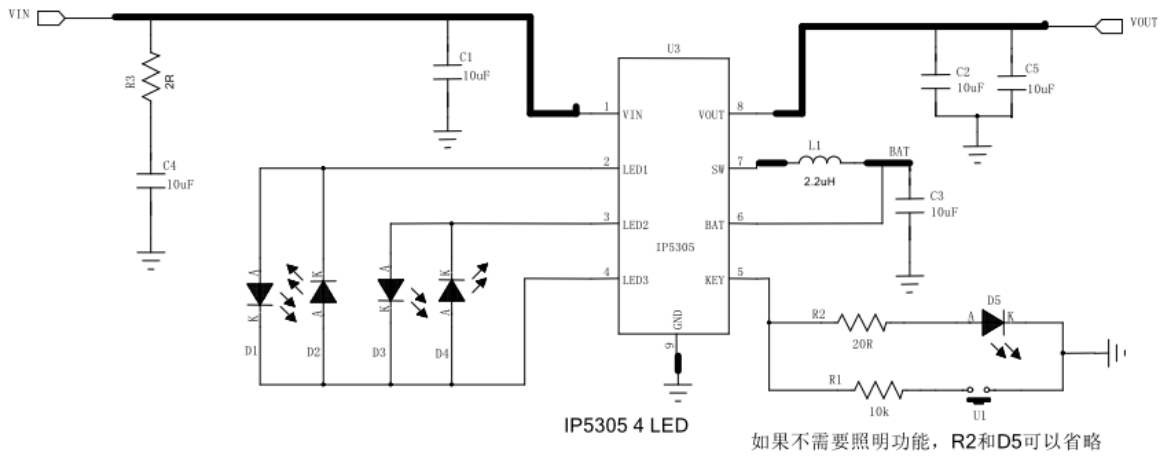 VIN
VOUT
R3
2R
C1
10uF
U3
C2
10uF
C5
10uF
1
VIN
VOUT
8
C4
10uF
2
LED1
SW
7
L1
2.2uH
BAT
C3
10uF
3
LED2
BAT
6
IP5305
4
LED3
KEY
5
A
K
A
K
K
A
K
A
D1
D2
D3
D4
GND
9
R2
20R
A
D5
K
R1
10k
U1
IP5305 4 LED
如果不需要照明功能，R2和D5可以省略